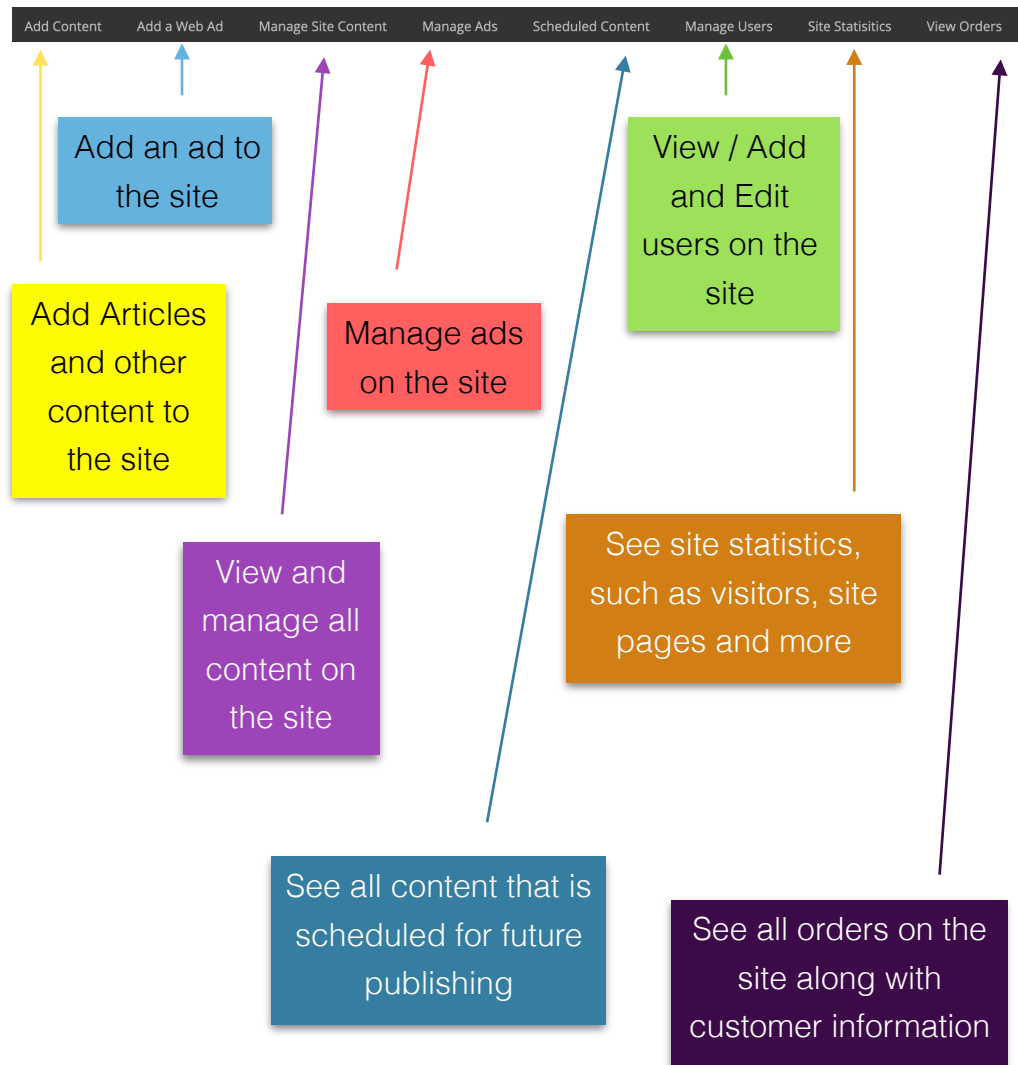 Add Content Add a Web Ad Manage Site Content Manage Ads Scheduled Content Manage Users Site Statisitics View Orders
Add an ad to
the site
View / Add
and Edit
users on the
site
Add Articles
and other
content to
the site
Manage ads
on the site
View and
manage all
content on
the site
See site statistics,
such as visitors, site
pages and more
See all content that is
scheduled for future
publishing
See all orders on the
site along with
customer information